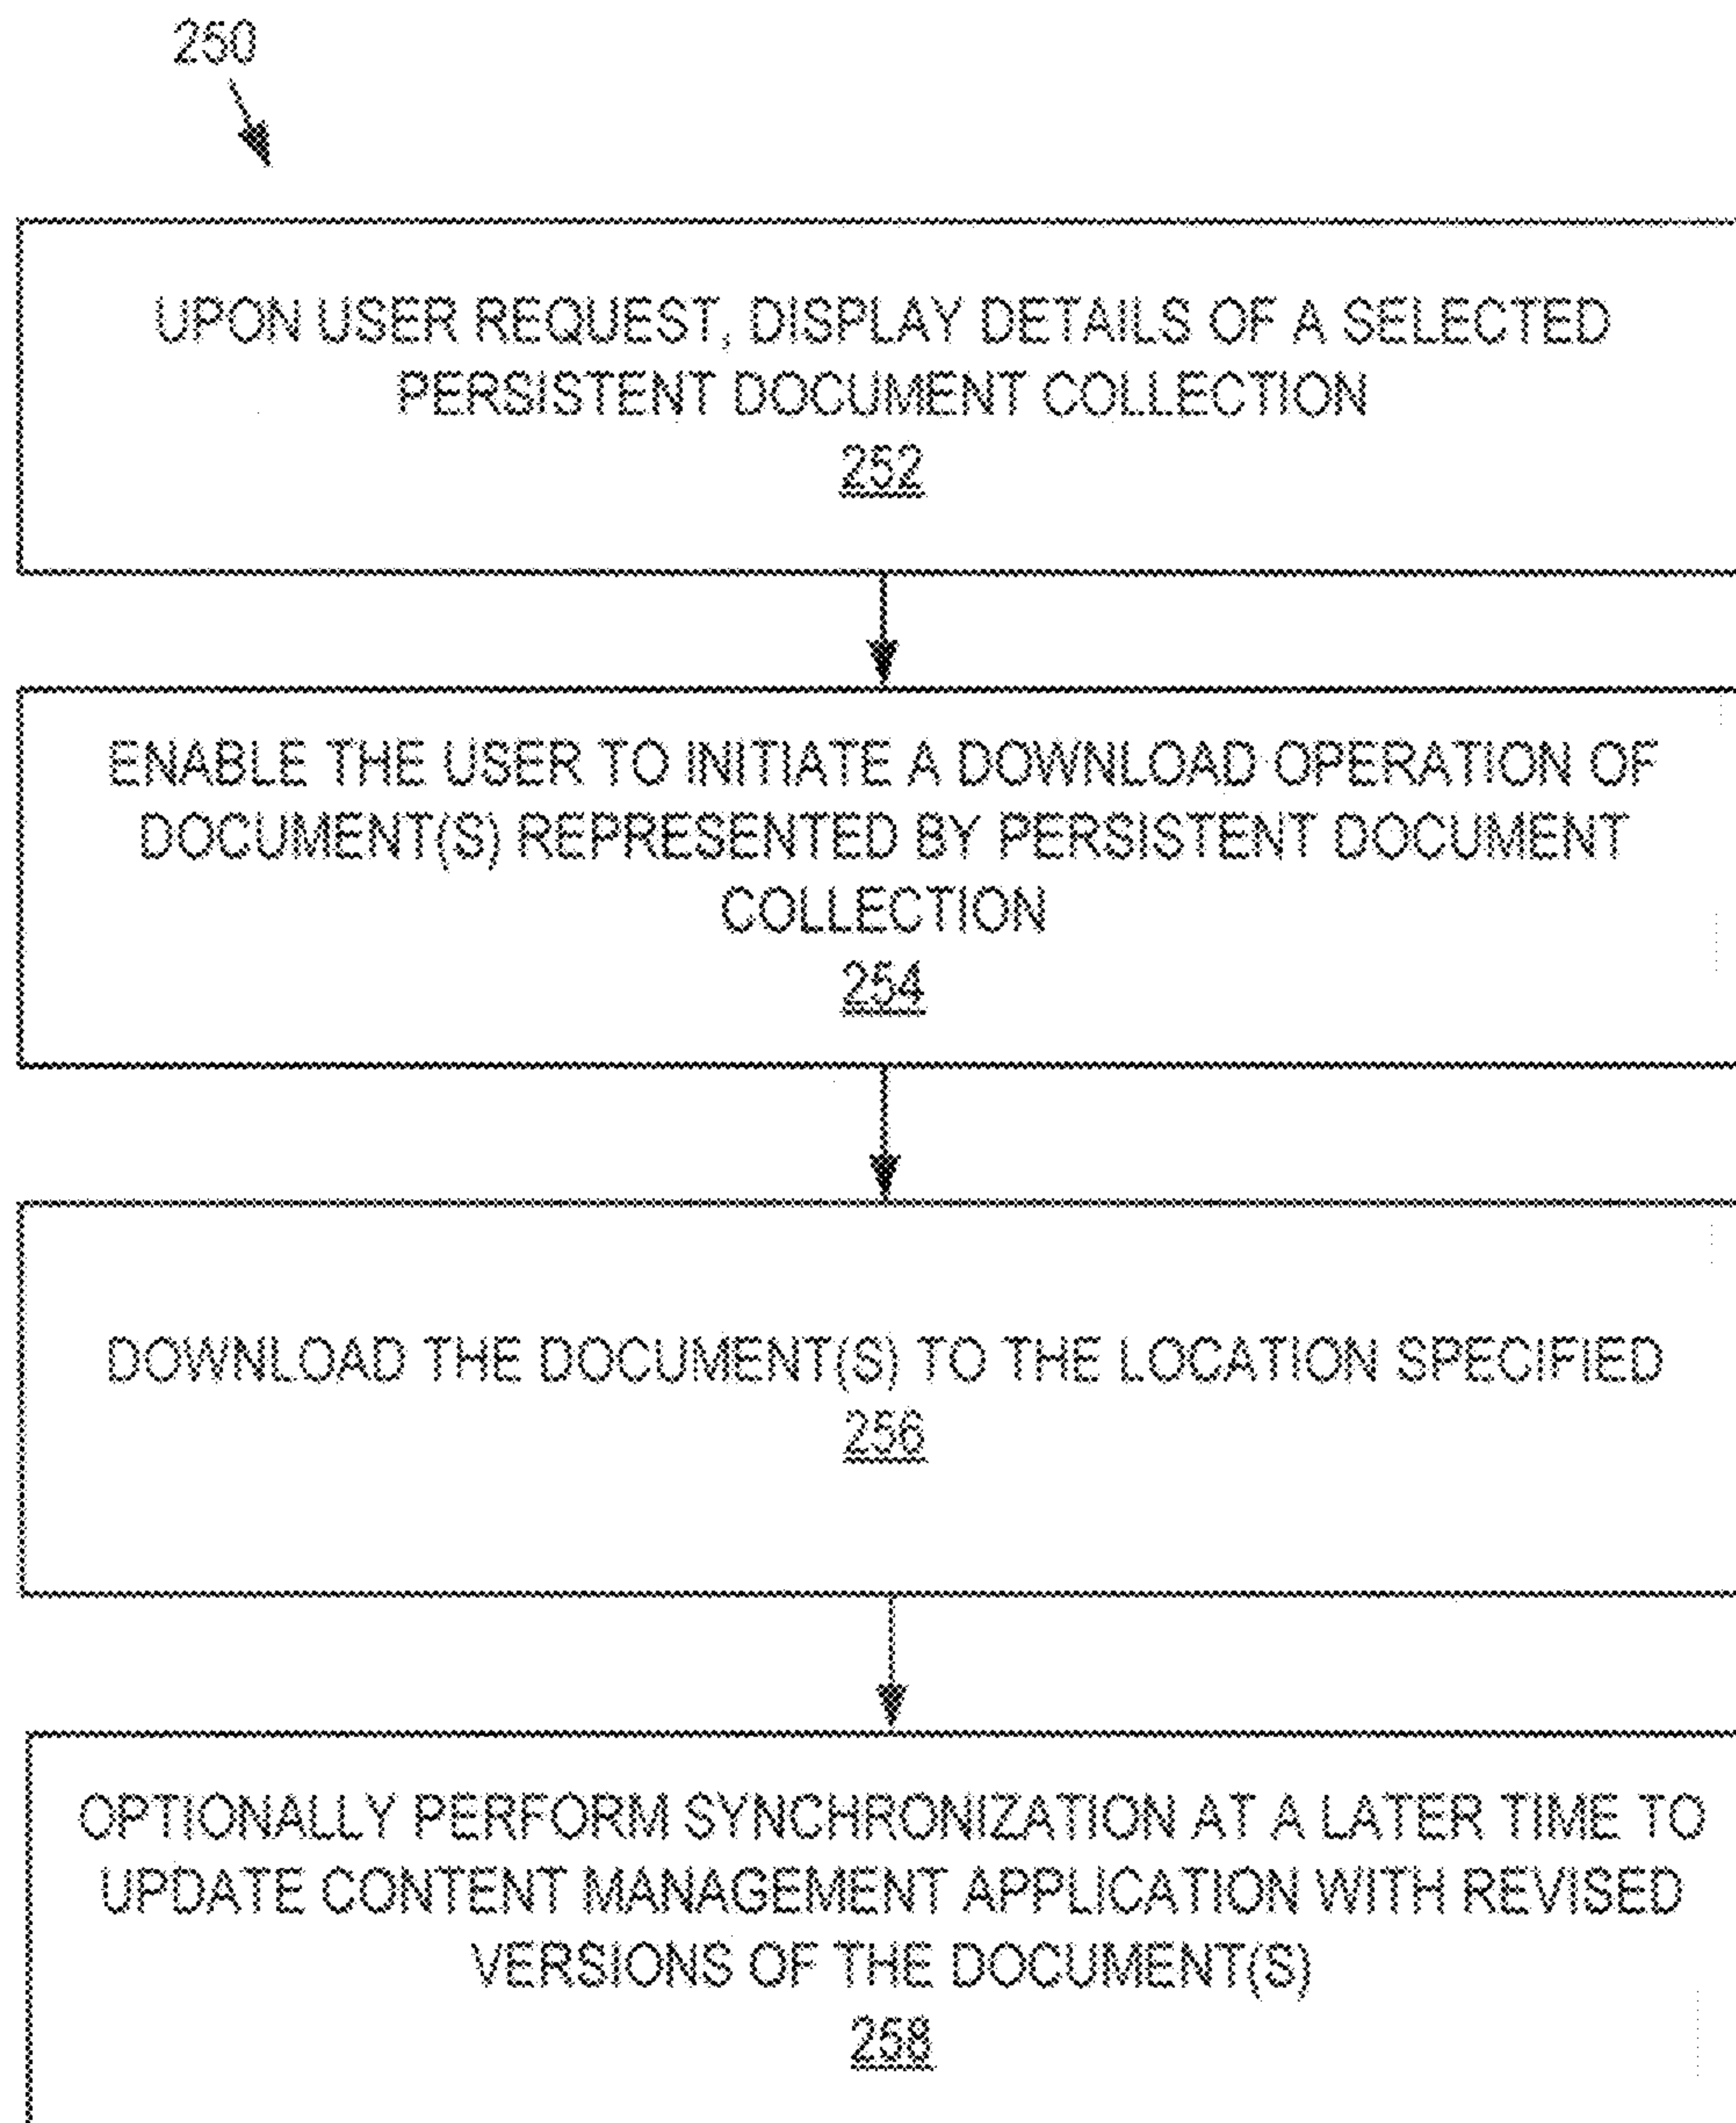 250
UPON USER REQUEST, DISPLAY DETAILS OF A SELECTED
PERSISTENT DOCUMENT COLLECTION
252
ENABLE THE USER TO INITIATE A DOWNLOAD OPERATION OF
DOCUMENT(S) REPRESENTED BY PERSISTENT DOCUMENT
COLLECTION
254
DOWNLOAD THE DOCUMENT(S) TO THE LOCATION SPECIFIED
256
OPTIONALLY PERFORM SYNCHRONIZATION AT A LATER TIME TO
UPDATE CONTENT MANAGEMENT APPLICATION WITH REVISED
VERSIONS OF THE DOCUMENT(S)
258